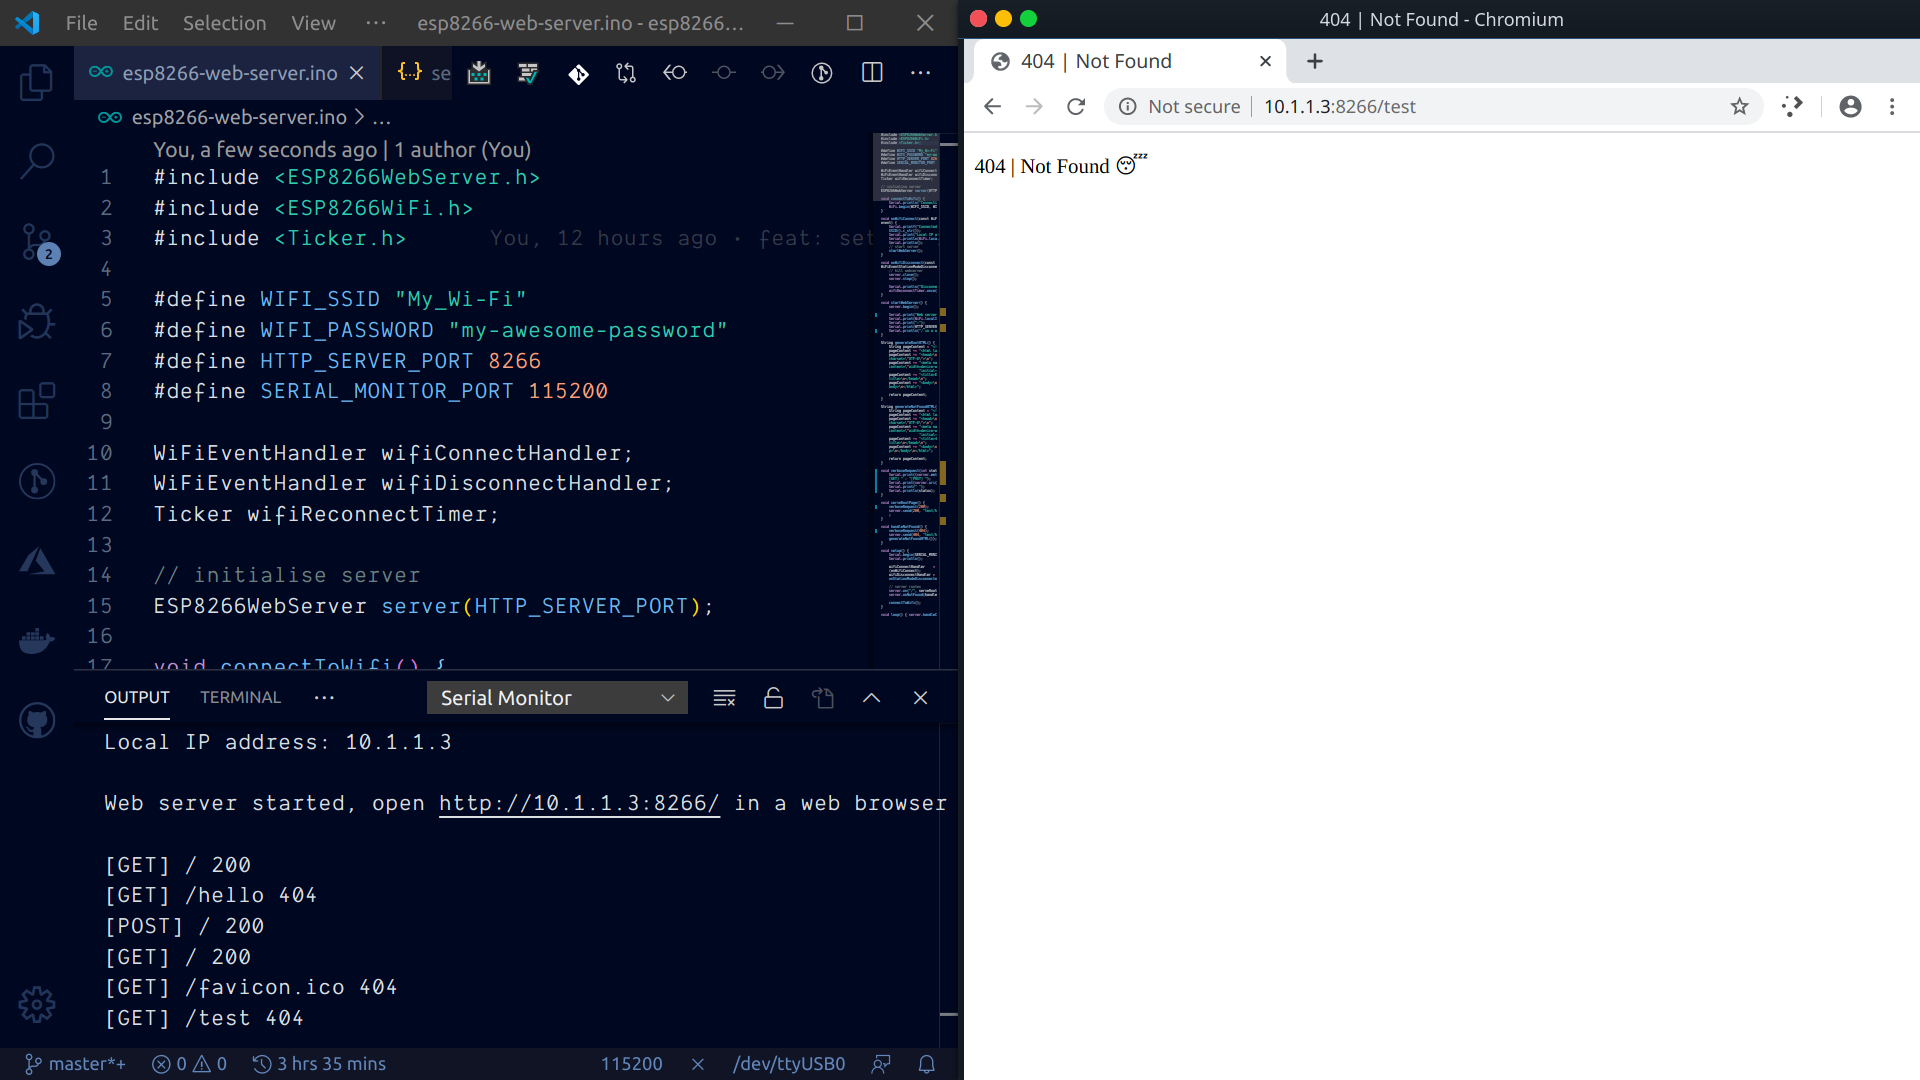 File Edit Selection View ··· esp8266-web-server.ino - esp8266...
esp8266-web-server.ino {..} se
esp8266-web-server.ino > ...
You, a few seconds ago | 1 author (You)
1 #include <ESP8266WebServer.h>
2 #include <ESP8266WiFi.h>
3 #include <Ticker.h> You, 12 hours ago · feat: set
4
5 #define WIFI_SSID "My_Wi-Fi"
6 #define WIFI_PASSWORD "my-awesome-password"
7 #define HTTP_SERVER_PORT 8266
8 #define SERIAL_MONITOR_PORT 115200
9
10 WiFiEventHandler wifiConnectHandler;
11 WiFiEventHandler wifiDisconnectHandler;
12 Ticker wifiReconnectTimer;
13
14 // initialise server
15 ESP8266WebServer server(HTTP_SERVER_PORT);
16
17 void connectToWifi() {
2
OUTPUT TERMINAL ··· Serial Monitor
Local IP address: 10.1.1.3
Web server started, open http://10.1.1.3:8266/ in a web browser
[GET] / 200
[GET] /hello 404
[POST] / 200
[GET] / 200
[GET] /favicon.ico 404
[GET] /test 404
master*+ 0 0 3 hrs 35 mins 115200 /dev/ttyUSB0
404 | Not Found - Chromium
404 | Not Found
Not secure | 10.1.1.3:8266/test
404 | Not Found 😴